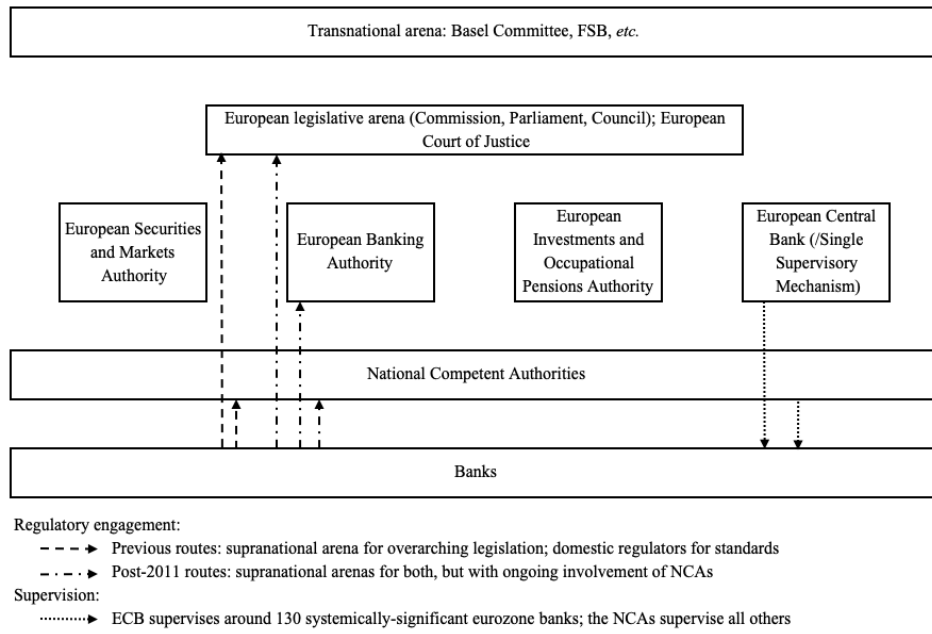 Transnational arena: Basel Committee, FSB, etc.
European legislative arena (Commission, Parliament, Council); European
Court of Justice
European Securities
and Markets
Authority
European Banking
Authority
European
Investments and
Occupational
Pensions Authority
European Central
Bank (/Single
Supervisory
Mechanism)
National Competent Authorities
Banks
Regulatory engagement:
Previous routes: supranational arena for overarching legislation; domestic regulators for standards
Post-2011 routes: supranational arenas for both, but with ongoing involvement of NCAs
Supervision:
ECB supervises around 130 systemically-significant eurozone banks; the NCAs supervise all others